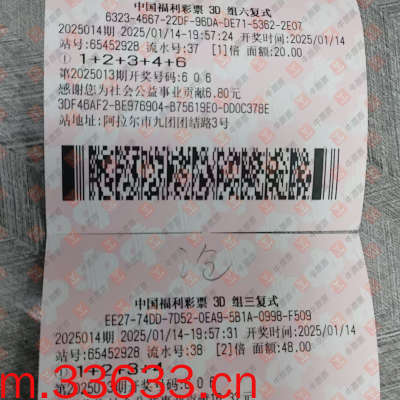 中国福利彩票 3D 组六复式
6323-4667-22DF-96DA-DE71-5362-2E07
2025014期 2025/01/14-19:57:24 开奖时间:2025/01/14
站号:65452928 流水号:37 [1]倍 面额:20.00
① 1+2+3+4+6
第2025013期开奖号码:6 0 6
感谢您为社会公益事业贡献6.80元
3DF46AF2-BE976904-B75619E0-DD0C378E
站地址:阿拉尔市九团团结路3号
中国福利彩票 3D 组三复式
EE27-74DD-7D52-0EA9-5B1A-0998-F509
2025014期 2025/01/14-19:57:31 开奖时间:2025/01/14
站号:65452928 流水号:38 [2]倍 面额:48.00
m.33633.cn